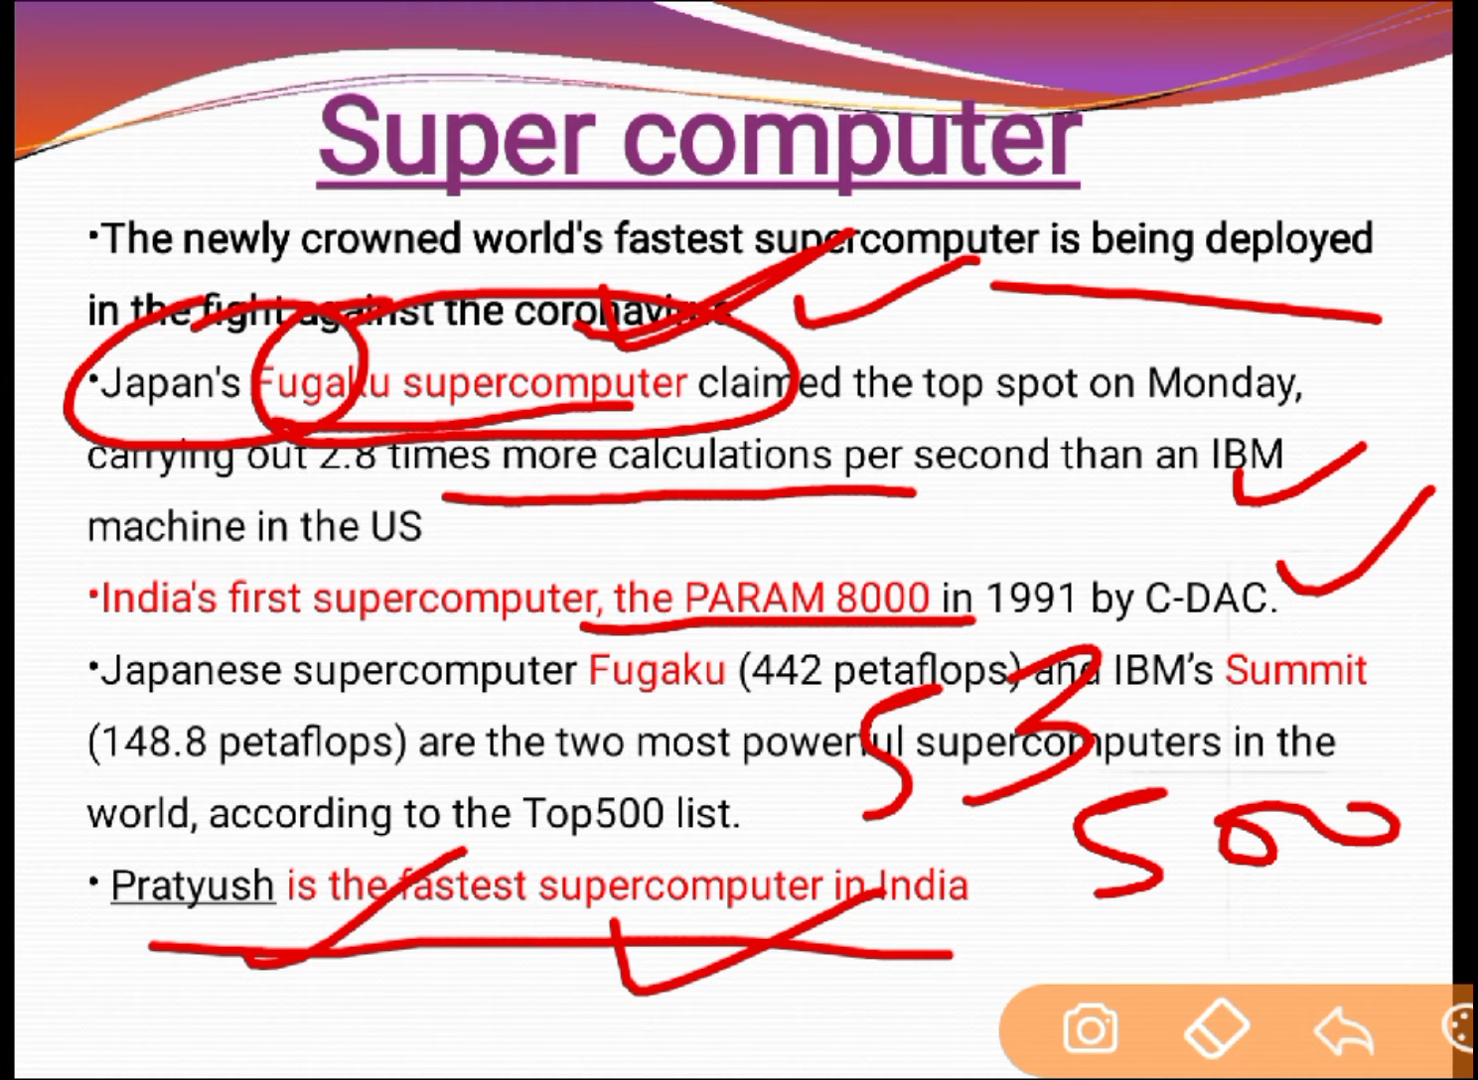 Super computer
•The newly crowned world's fastest supercomputer is being deployed
in the fight against the coronavirus
•Japan's Fugaku supercomputer claimed the top spot on Monday,
carrying out 2.8 times more calculations per second than an IBM
machine in the US
•India's first supercomputer, the PARAM 8000 in 1991 by C-DAC.
•Japanese supercomputer Fugaku (442 petaflops) and IBM’s Summit
(148.8 petaflops) are the two most powerful supercomputers in the
world, according to the Top500 list.
53
500
• Pratyush is the fastest supercomputer in India